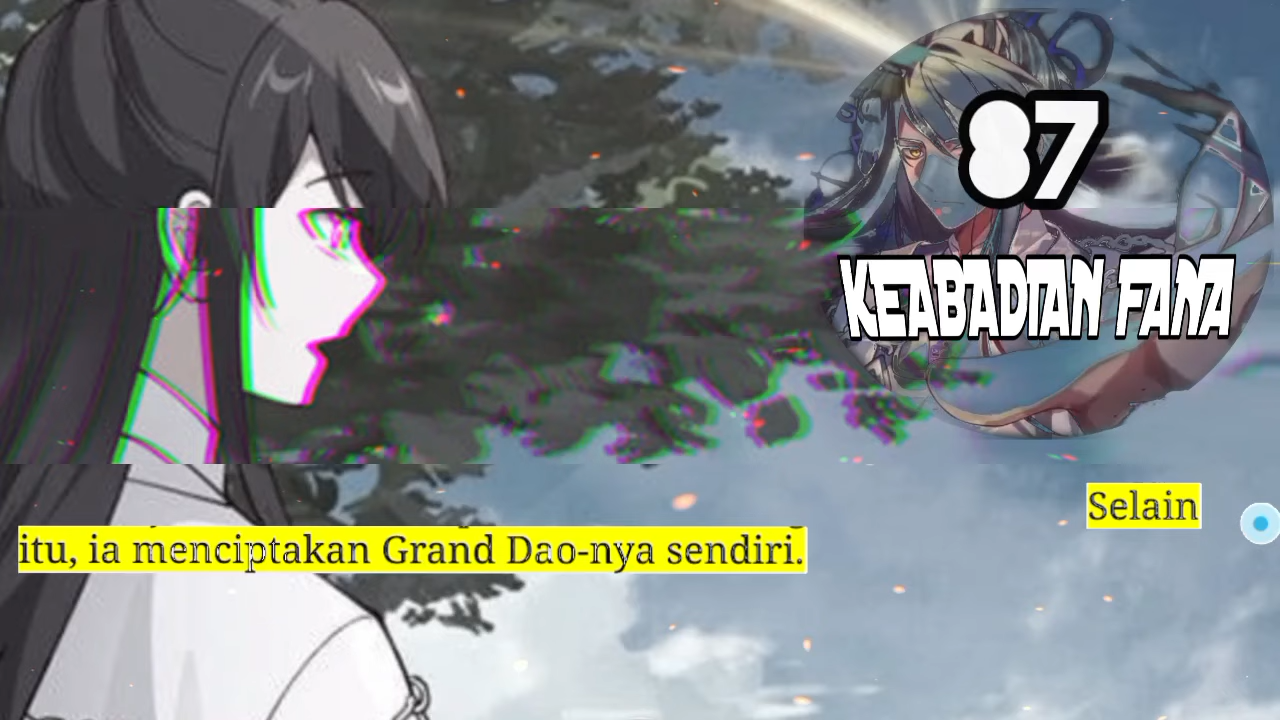 87
KEABADIAN FANA
Selain
itu, ia menciptakan Grand Dao-nya sendiri.